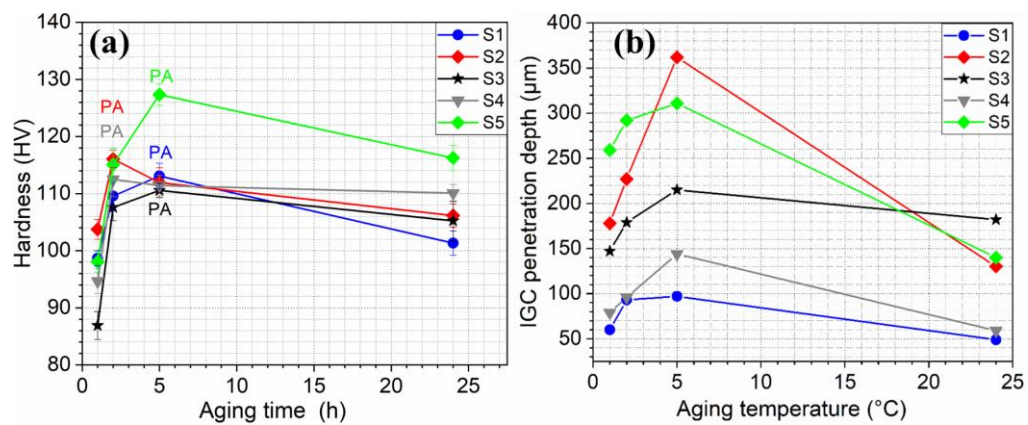 (a)
S1
S2
S3
S4
S5
PA
PA
PA
PA
PA
Hardness (HV)
140
130
120
110
100
90
80
0
5
10
15
20
25
Aging time (h)
(b)
S1
S2
S3
S4
S5
IGC penetration depth (μm)
400
350
300
250
200
150
100
50
0
5
10
15
20
25
Aging temperature (°C)